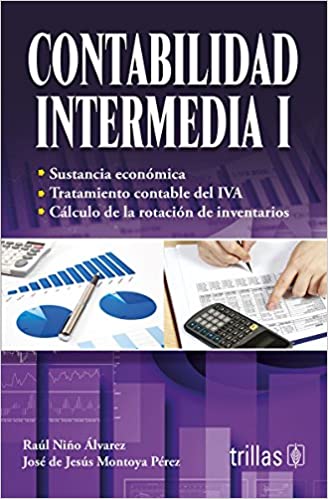 CONTABILIDAD
INTERMEDIA I
Sustancia económica
Tratamiento contable del IVA
Cálculo de la rotación de inventarios
Raúl Niño Álvarez
José de Jesús Montoya Pérez
trillas